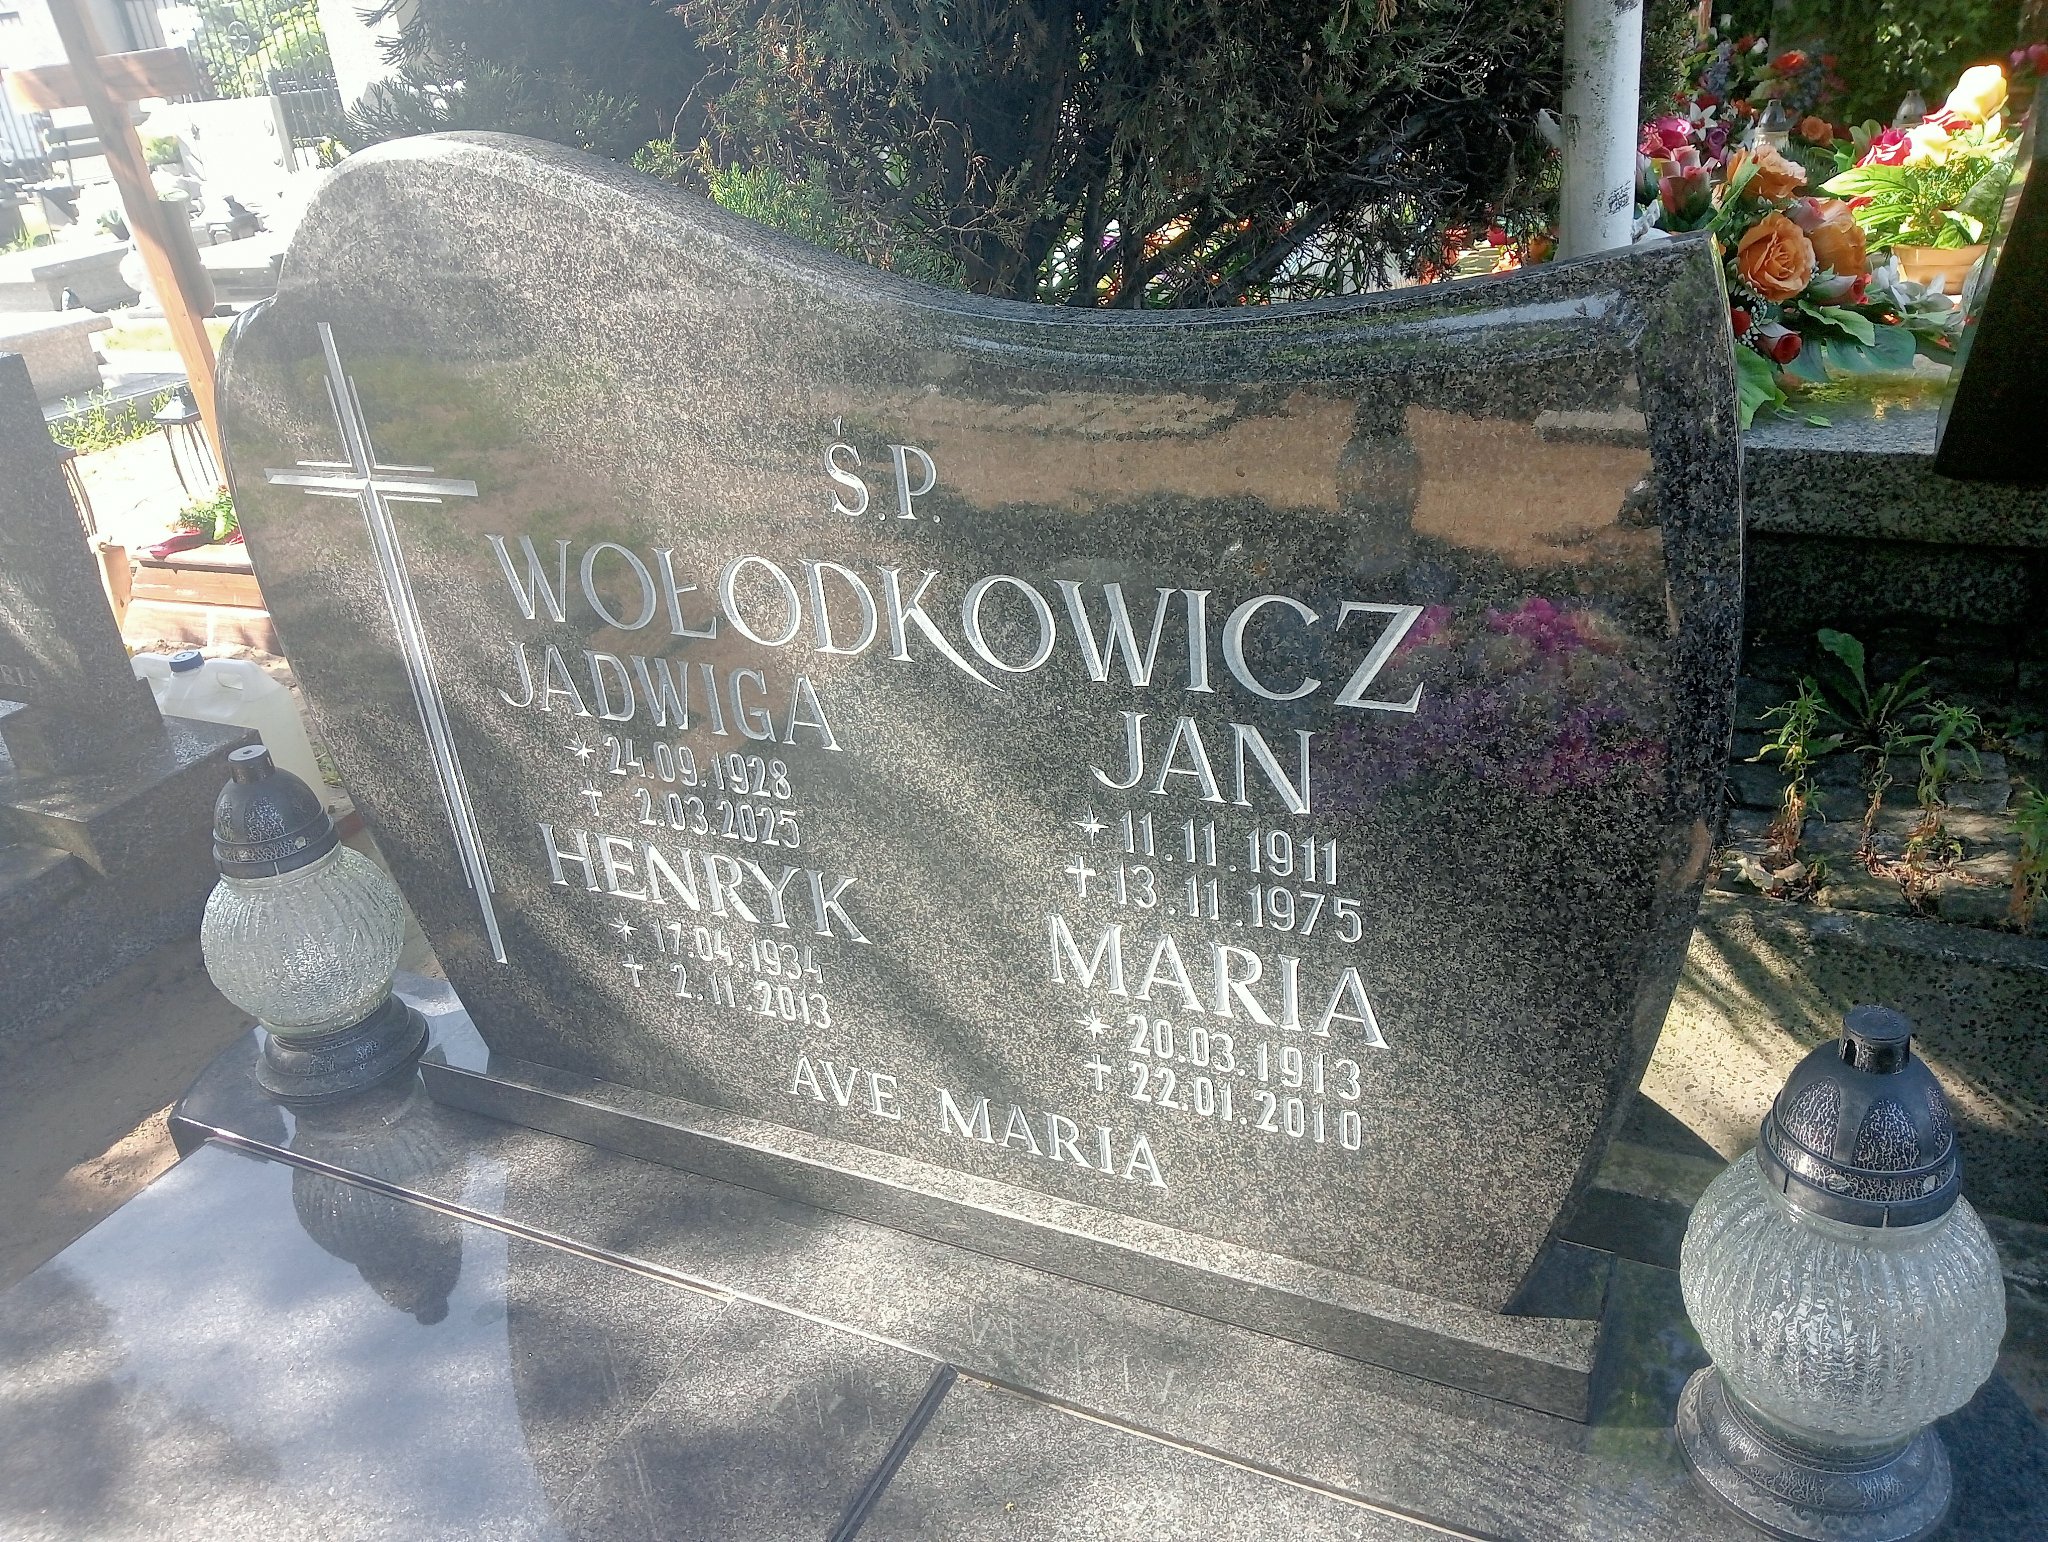 Ś.P.
WOŁODKOWICZ
JADWIGA
* 24.09.1928
† 2.03.2025
HENRYK
* 17.04.1934
† 2.11.2013
JAN
* 11.11.1911
† 13.11.1975
MARIA
* 20.03.1913
† 22.01.2010
AVE MARIA